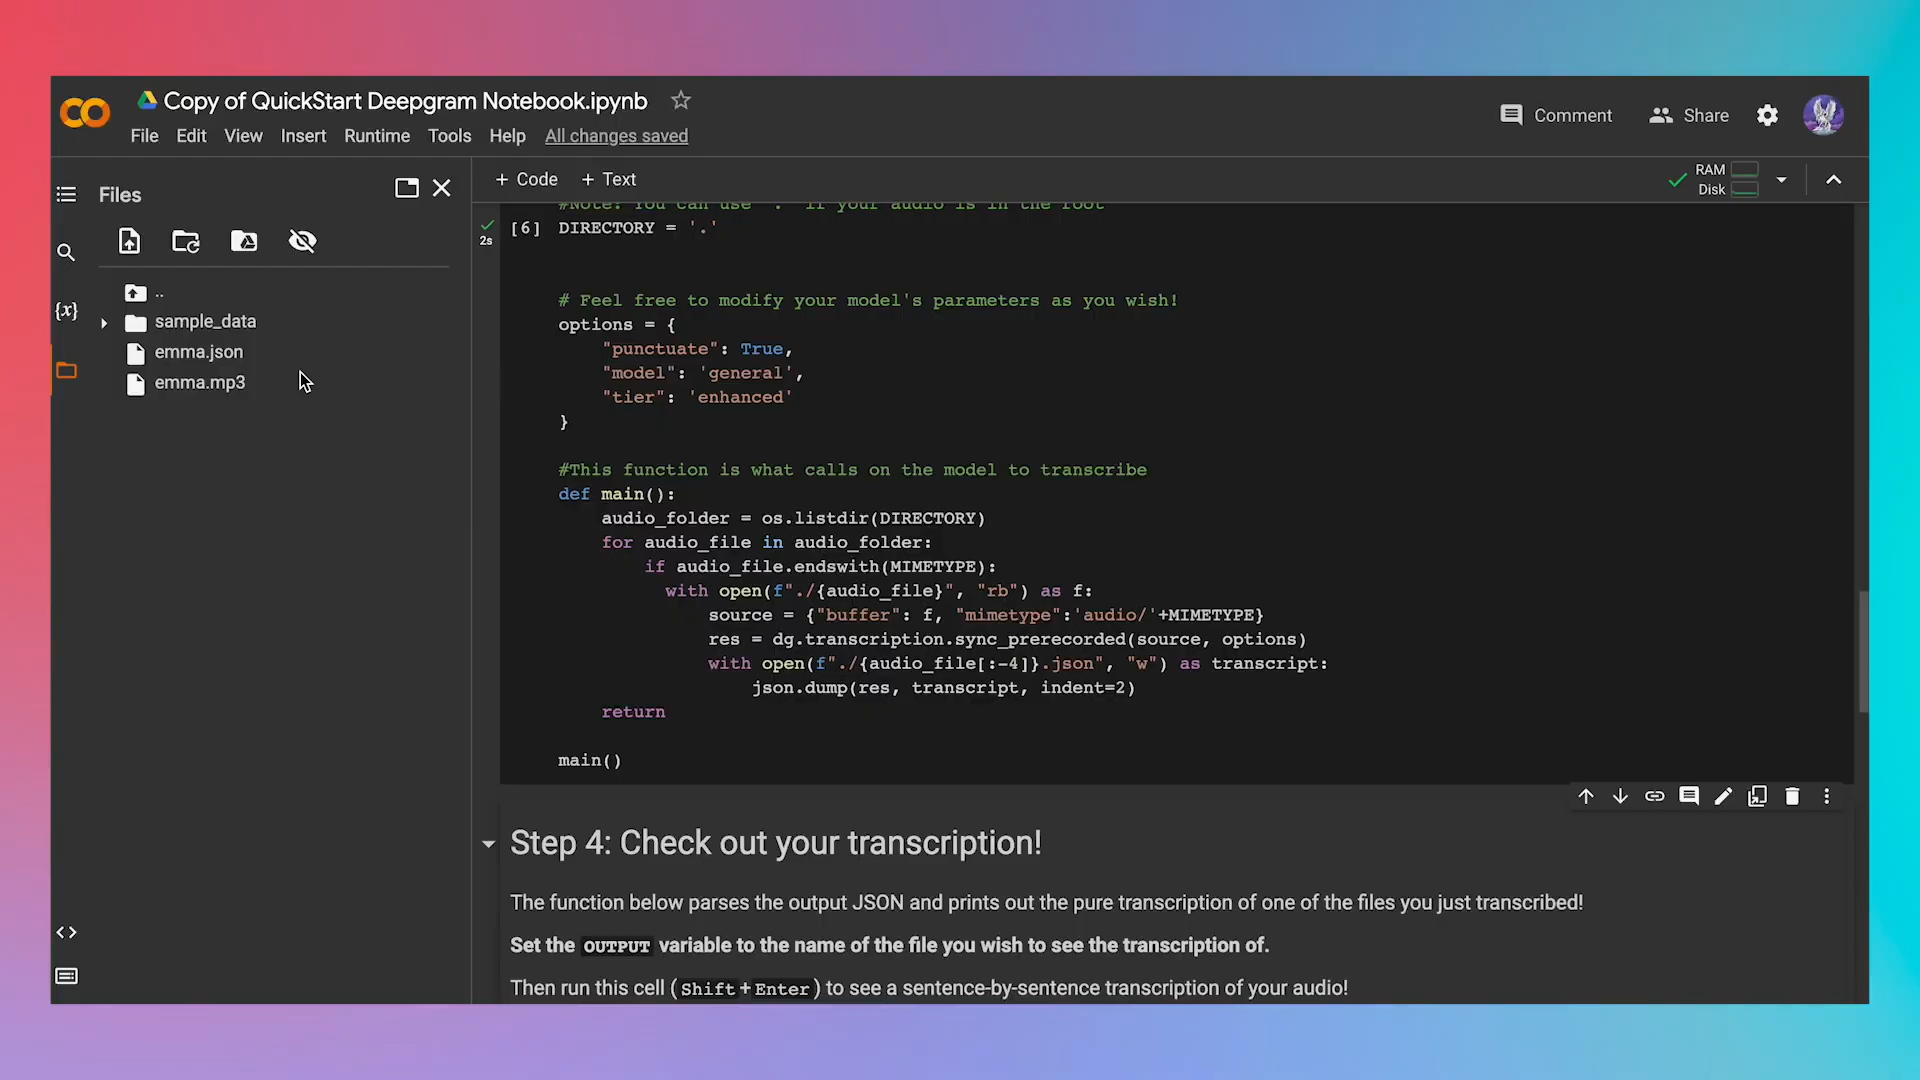 Copy of QuickStart Deepgram Notebook.ipynb
File Edit View Insert Runtime Tools Help All changes saved
Comment
Share
Files
..
sample_data
emma.json
emma.mp3
{x}
+ Code + Text
RAM
Disk
#Note: You can use '.' if your audio is in the root
2s
[6] DIRECTORY = '.'
# Feel free to modify your model's parameters as you wish!
options = {
"punctuate": True,
"model": 'general',
"tier": 'enhanced'
}
#This function is what calls on the model to transcribe
def main():
audio_folder = os.listdir(DIRECTORY)
for audio_file in audio_folder:
if audio_file.endswith(MIMETYPE):
with open(f"./{audio_file}", "rb") as f:
source = {"buffer": f, "mimetype":'audio/'+MIMETYPE}
res = dg.transcription.sync_prerecorded(source, options)
with open(f"./{audio_file[:-4]}.json", "w") as transcript:
json.dump(res, transcript, indent=2)
return
main()
Step 4: Check out your transcription!
The function below parses the output JSON and prints out the pure transcription of one of the files you just transcribed!
Set the OUTPUT variable to the name of the file you wish to see the transcription of.
Then run this cell (Shift+Enter) to see a sentence-by-sentence transcription of your audio!